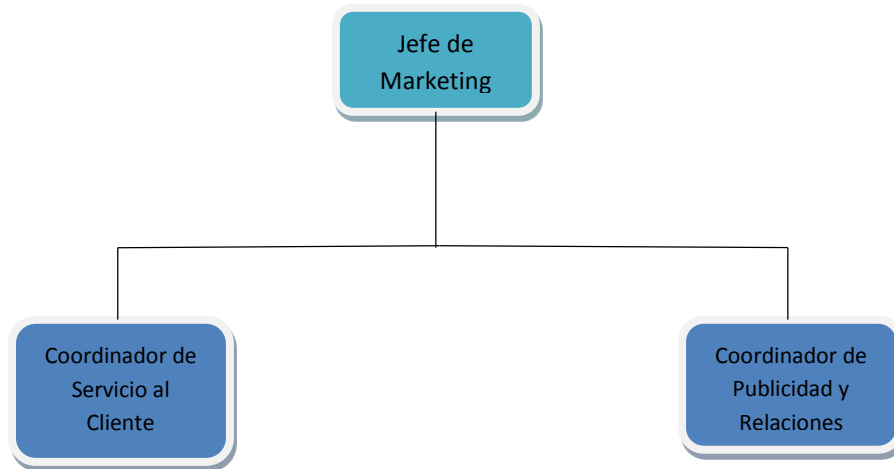 Jefe de
Marketing
Coordinador de
Servicio al
Cliente
Coordinador de
Publicidad y
Relaciones